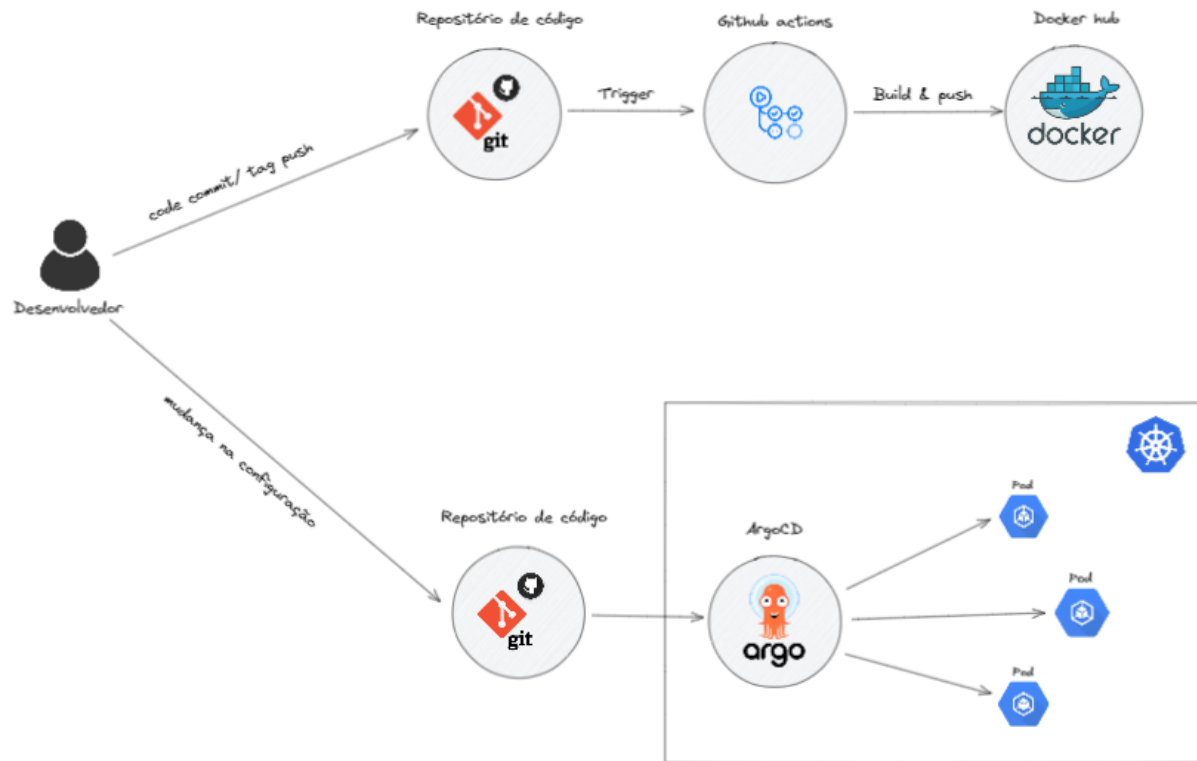 Repositório de código
Github actions
Docker hub
git
Trigger
Build & push
docker
code commit/ tag push
Desenvolvedor
mudança na configuração
Repositório de código
git
ArgoCD
argo
Pod
Pod
Pod